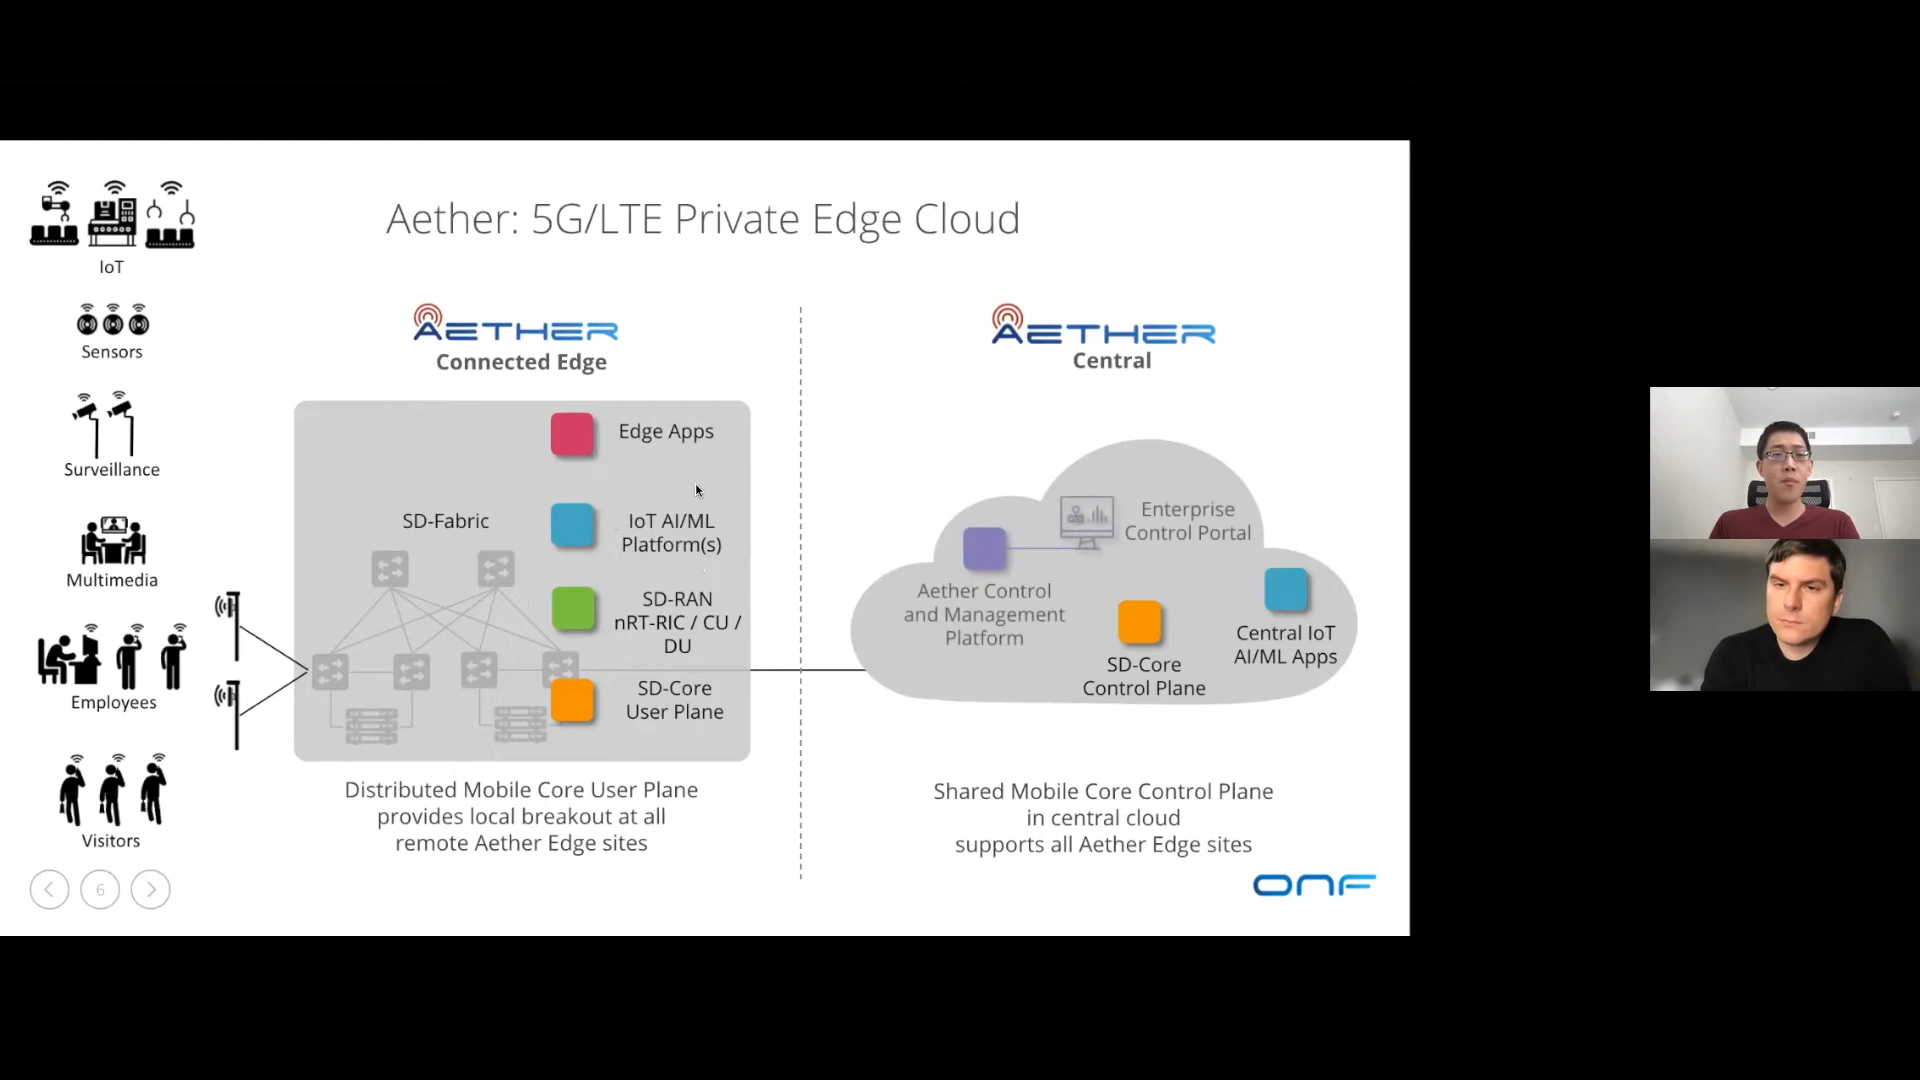 Aether: 5G/LTE Private Edge Cloud
IoT
Sensors
Surveillance
Multimedia
Employees
Visitors
6
AETHER
Connected Edge
SD-Fabric
Edge Apps
IoT AI/ML
Platform(s)
SD-RAN
nRT-RIC / CU /
DU
SD-Core
User Plane
Distributed Mobile Core User Plane
provides local breakout at all
remote Aether Edge sites
AETHER
Central
Enterprise
Control Portal
Aether Control
and Management
Platform
SD-Core
Control Plane
Central IoT
AI/ML Apps
Shared Mobile Core Control Plane
in central cloud
supports all Aether Edge sites
ONF